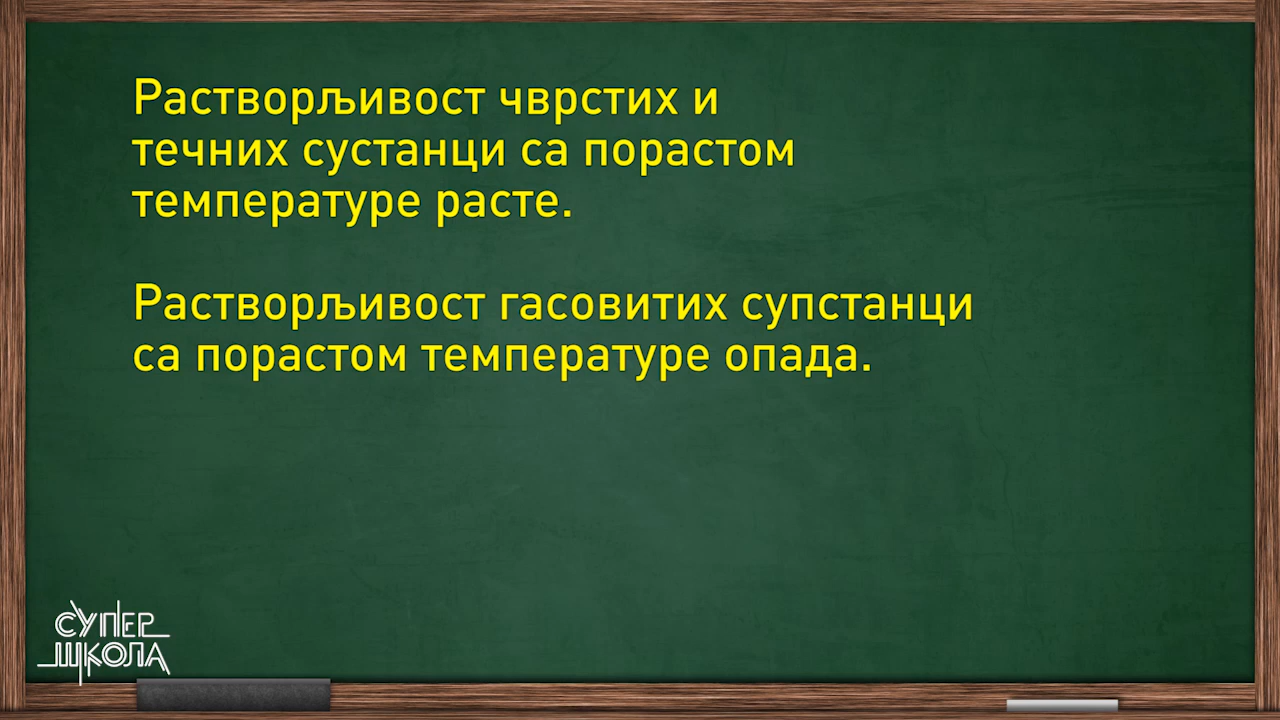 Растворљивост чврстих и
течних сустанци са порастом
температуре расте.
Растворљивост гасовитих супстанци
са порастом температуре опада.
СУПЕР
ШКОЛА